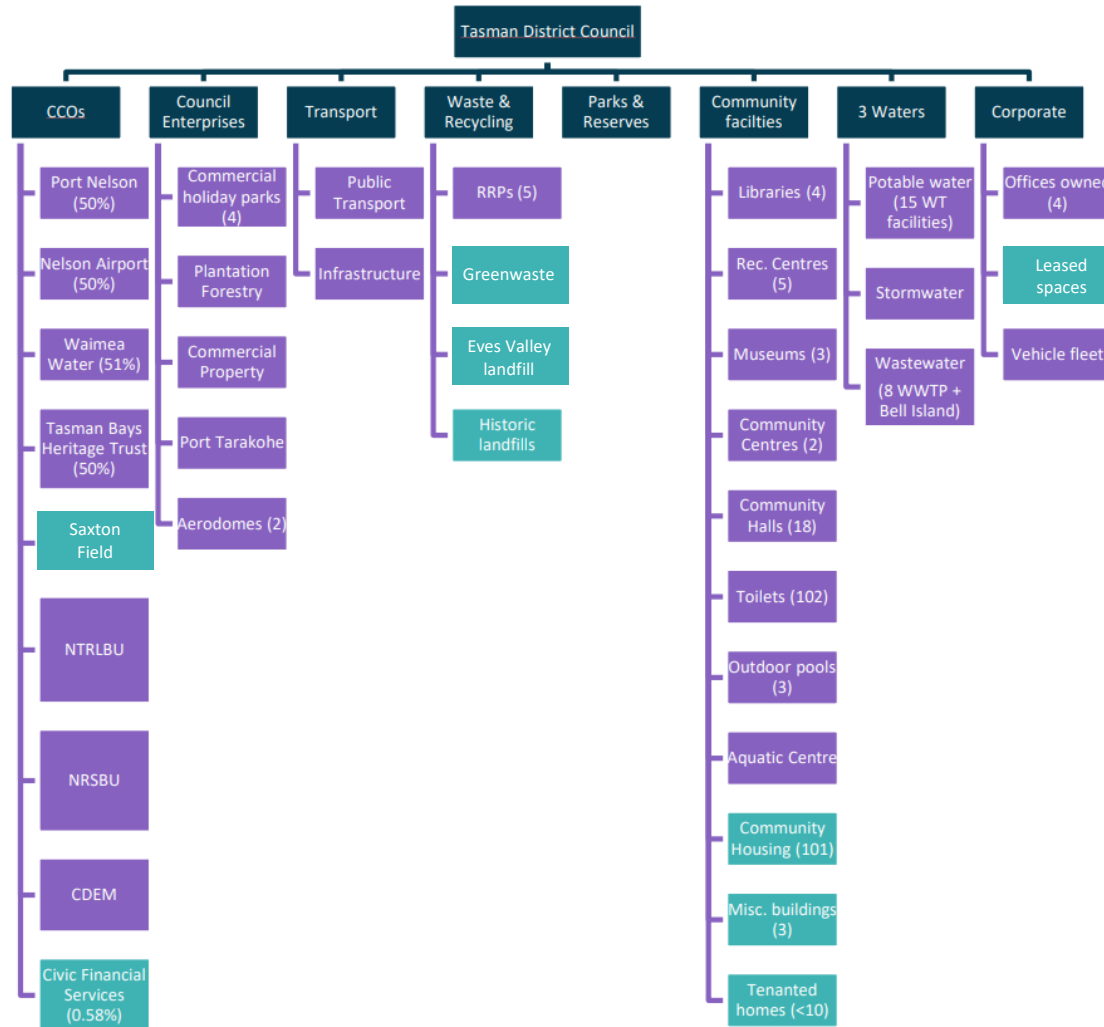 Tasman District Council
CCOs
Council
Enterprises
Transport
Waste &
Recycling
Parks &
Reserves
Community
facilties
3 Waters
Corporate
Port Nelson
(50%)
Nelson Airport
(50%)
Waimea
Water (51%)
Tasman Bays
Heritage Trust
(50%)
Saxton
Field
NTRLBU
NRSBU
CDEM
Civic Financial
Services
(0.58%)
Commercial
holiday parks
(4)
Plantation
Forestry
Commercial
Property
Port Tarakohe
Aerodomes (2)
Public
Transport
Infrastructure
RRPs (5)
Greenwaste
Eves Valley
landfill
Historic
landfills
Libraries (4)
Rec. Centres
(5)
Museums (3)
Community
Centres (2)
Community
Halls (18)
Toilets (102)
Outdoor pools
(3)
Aquatic Centre
Community
Housing (101)
Misc. buildings
(3)
Tenanted
homes (<10)
Potable water
(15 WT
facilities)
Stormwater
Wastewater
(8 WWTP +
Bell Island)
Offices owned
(4)
Leased
spaces
Vehicle fleet